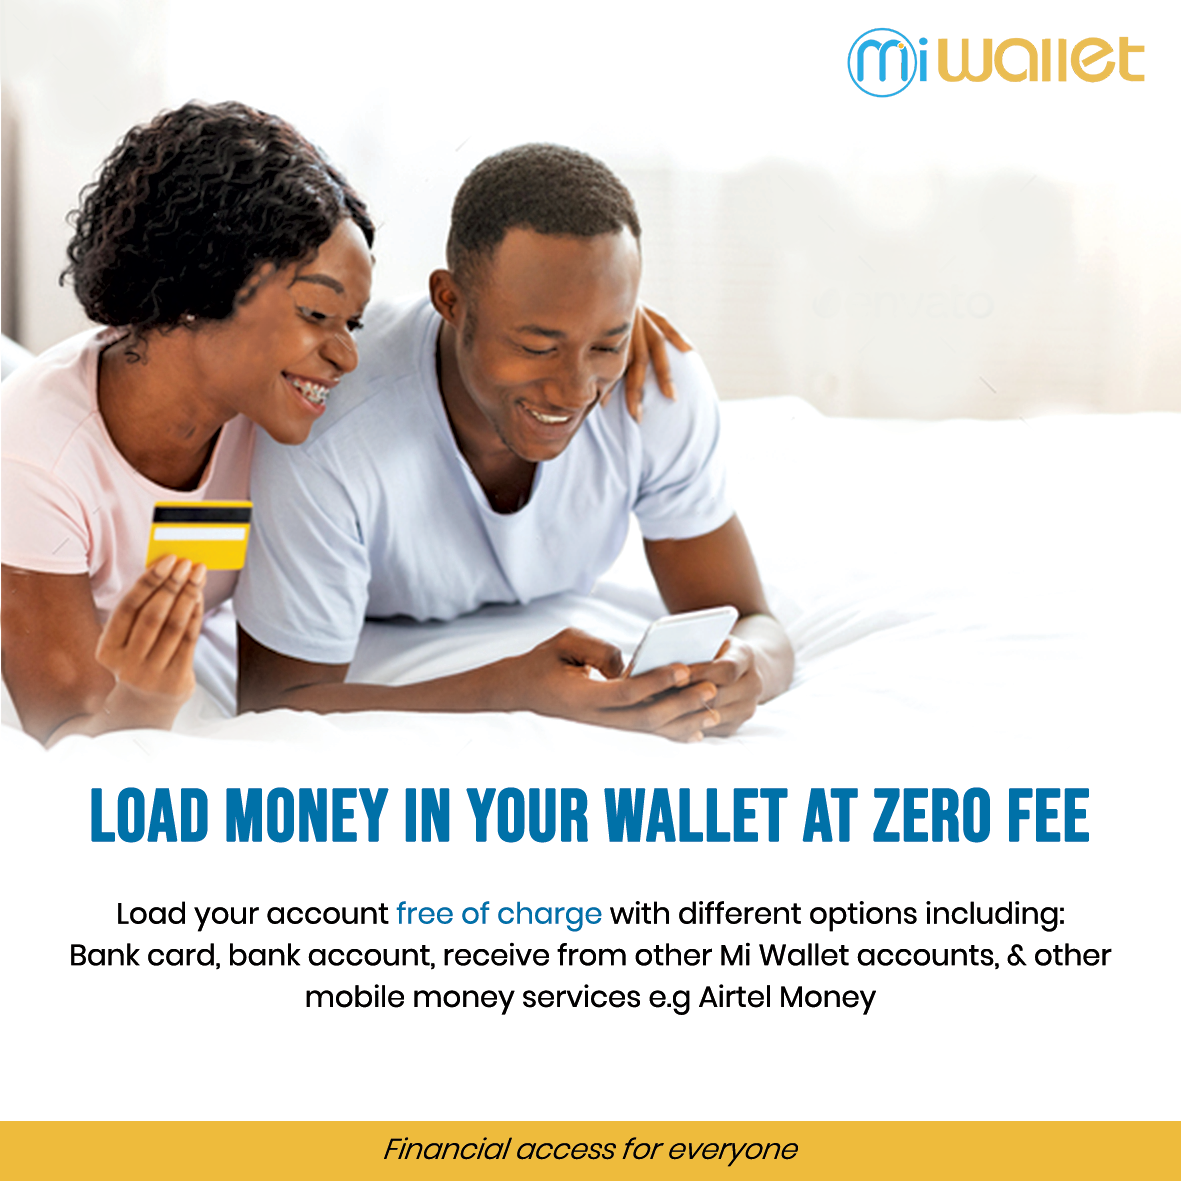 miwallet
envato
LOAD MONEY IN YOUR WALLET AT ZERO FEE
Load your account free of charge with different options including:
Bank card, bank account, receive from other Mi Wallet accounts, & other
mobile money services e.g Airtel Money
Financial access for everyone